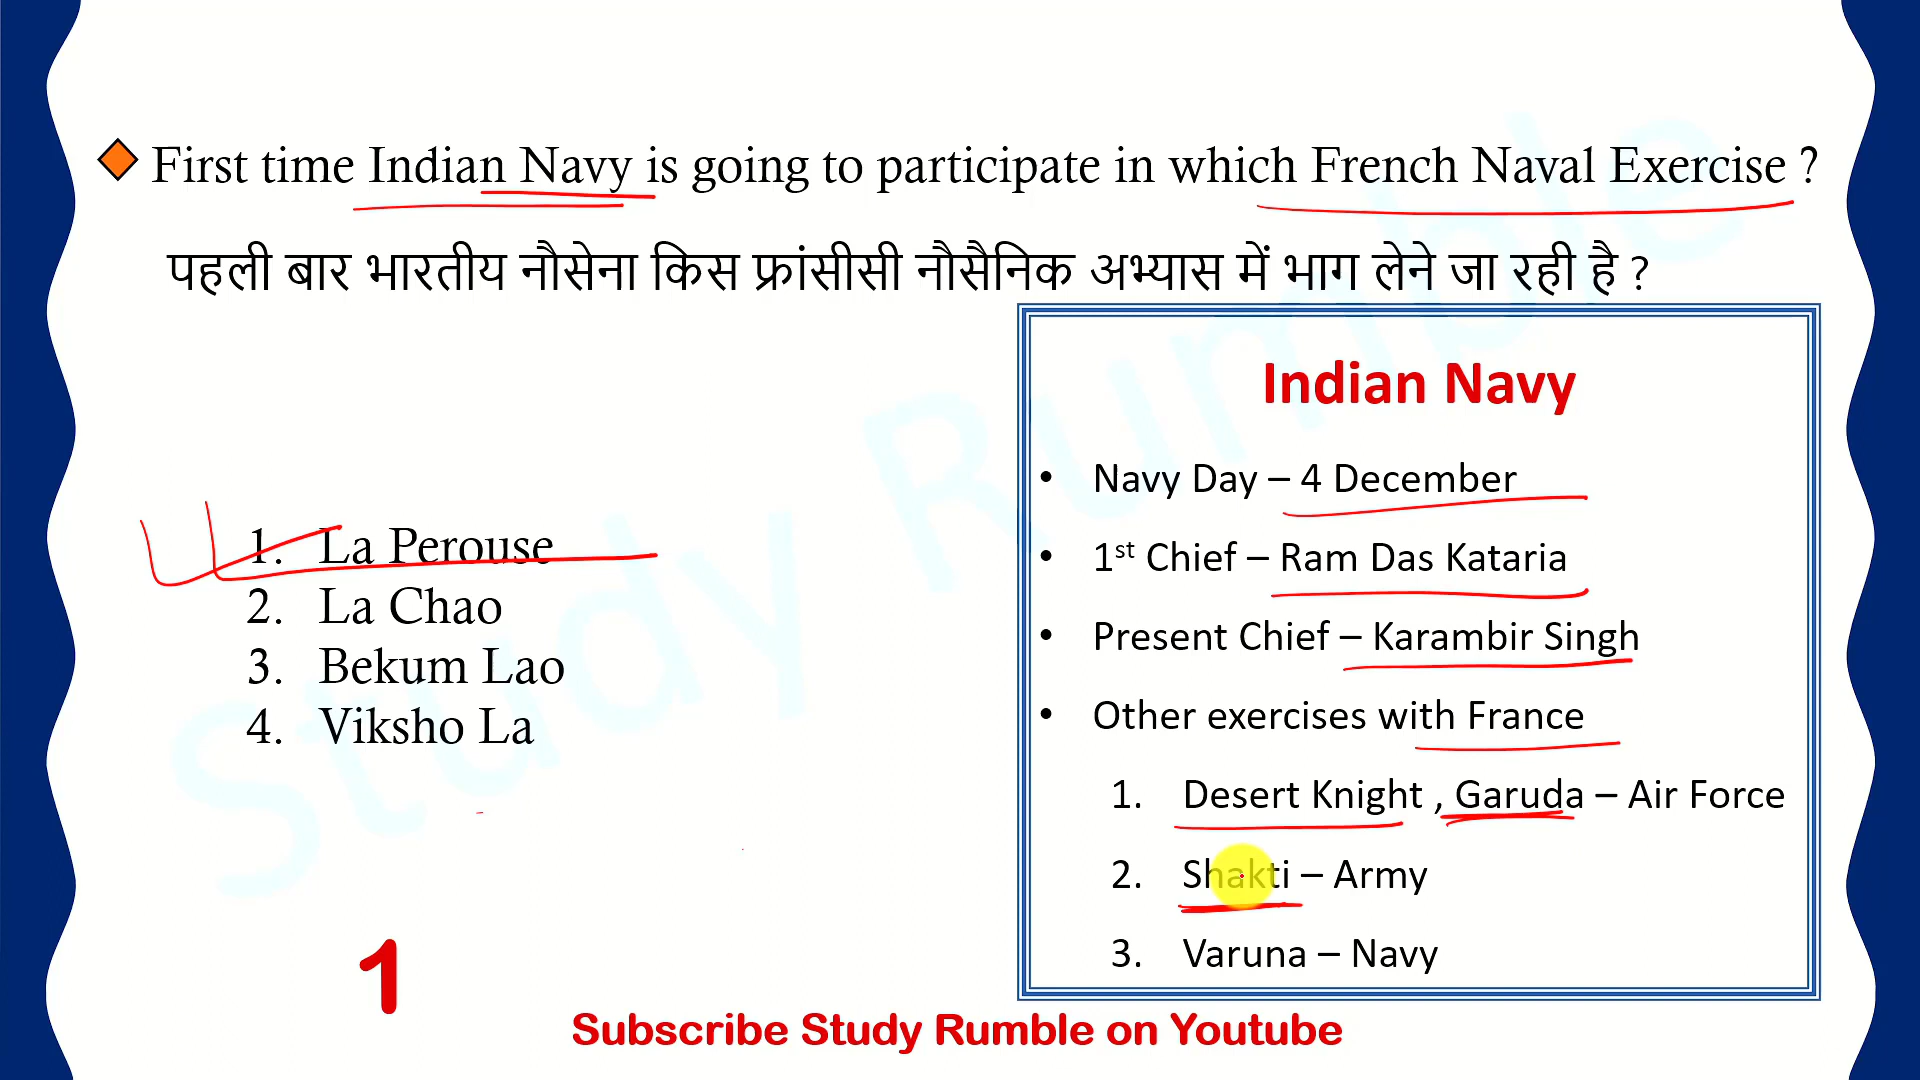 First time Indian Navy is going to participate in which French Naval Exercise ?
पहली बार भारतीय नौसेना किस फ्रांसीसी नौसैनिक अभ्यास में भाग लेने जा रही है ?
1. La Perouse
2. La Chao
3. Bekum Lao
4. Viksho La
1
Indian Navy
• Navy Day – 4 December
• 1st Chief – Ram Das Kataria
• Present Chief – Karambir Singh
• Other exercises with France
1. Desert Knight , Garuda – Air Force
2. Shakti – Army
3. Varuna – Navy
Subscribe Study Rumble on Youtube
Study Rumble